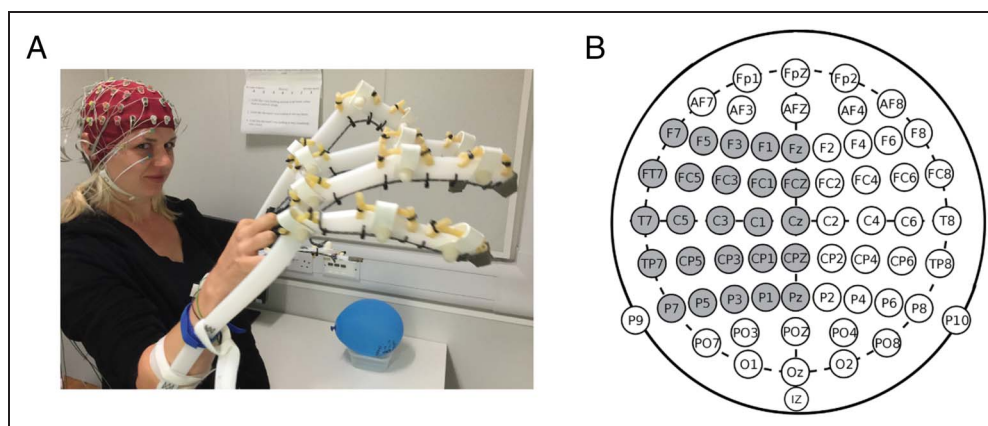 A
B
Fp1 FpZ Fp2
AF7 AF3 AFZ AF4 AF8
F7 F5 F3 F1 Fz F2 F4 F6 F8
FT7 FC5 FC3 FC1 FCZ FC2 FC4 FC6 FC8
T7 C5 C3 C1 Cz C2 C4 C6 T8
TP7 CP5 CP3 CP1 CPZ CP2 CP4 CP6 TP8
P7 P5 P3 P1 Pz P2 P4 P6 P8
P9 P10
PO7 PO3 POZ PO4 PO8
O1 Oz O2
IZ